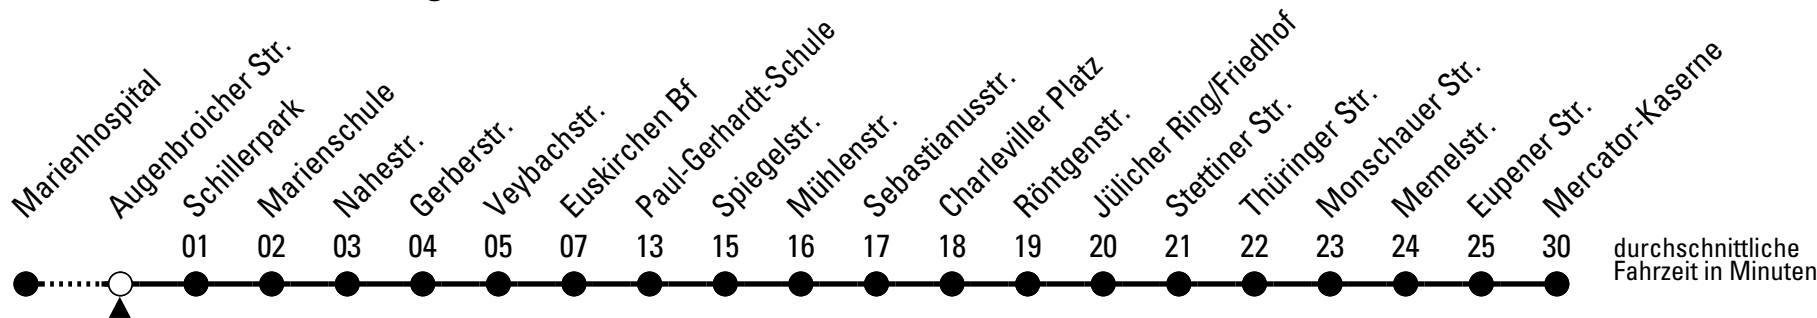 Marienhospital
Augenbroicher Str.
Schillerpark
Marienschule
Nahestr.
Gerberstr.
Veybachstr.
Euskirchen Bf
Paul-Gerhardt-Schule
Spiegelstr.
Mühlenstr.
Sebastianusstr.
Charleviller Platz
Röntgenstr.
Jülicher Ring/Friedhof
Stettiner Str.
Thüringer Str.
Monschauer Str.
Memelstr.
Eupener Str.
Mercator-Kaserne
01 02 03 04 05 07 13 15 16 17 18 19 20 21 22 23 24 25 30
durchschnittliche
Fahrzeit in Minuten